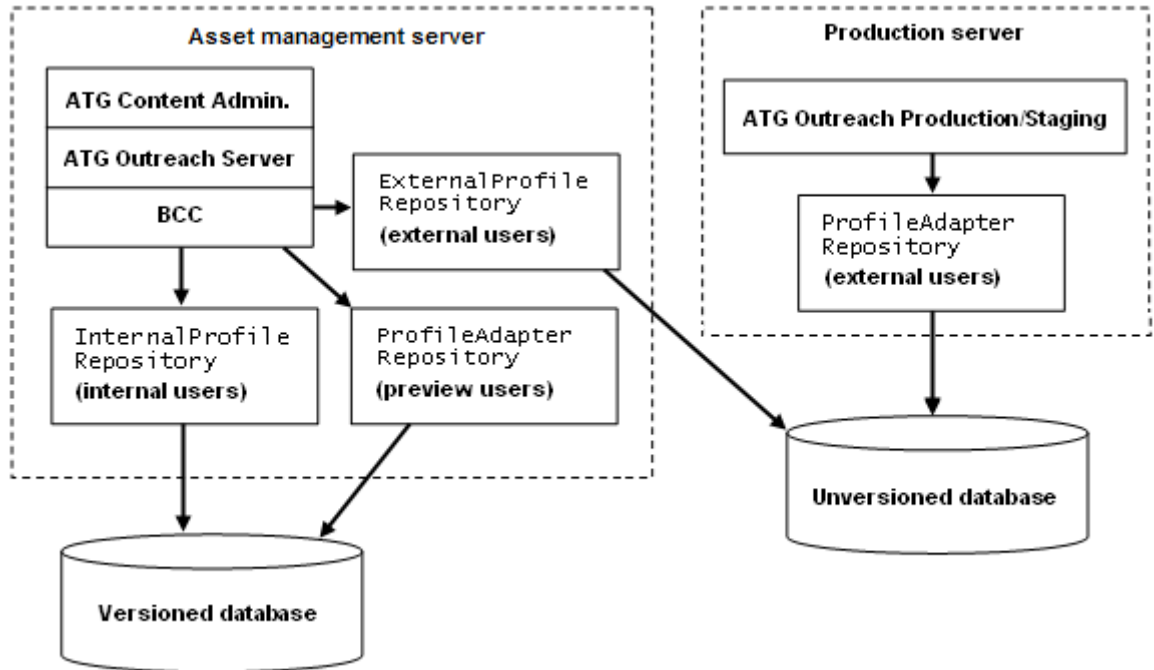 Asset management server
ATG Content Admin.
ATG Outreach Server
BCC
ExternalProfile
Repository
(external users)
InternalProfile
Repository
(internal users)
ProfileAdapter
Repository
(preview users)
Versioned database
Production server
ATG Outreach Production/Staging
ProfileAdapter
Repository
(external users)
Unversioned database